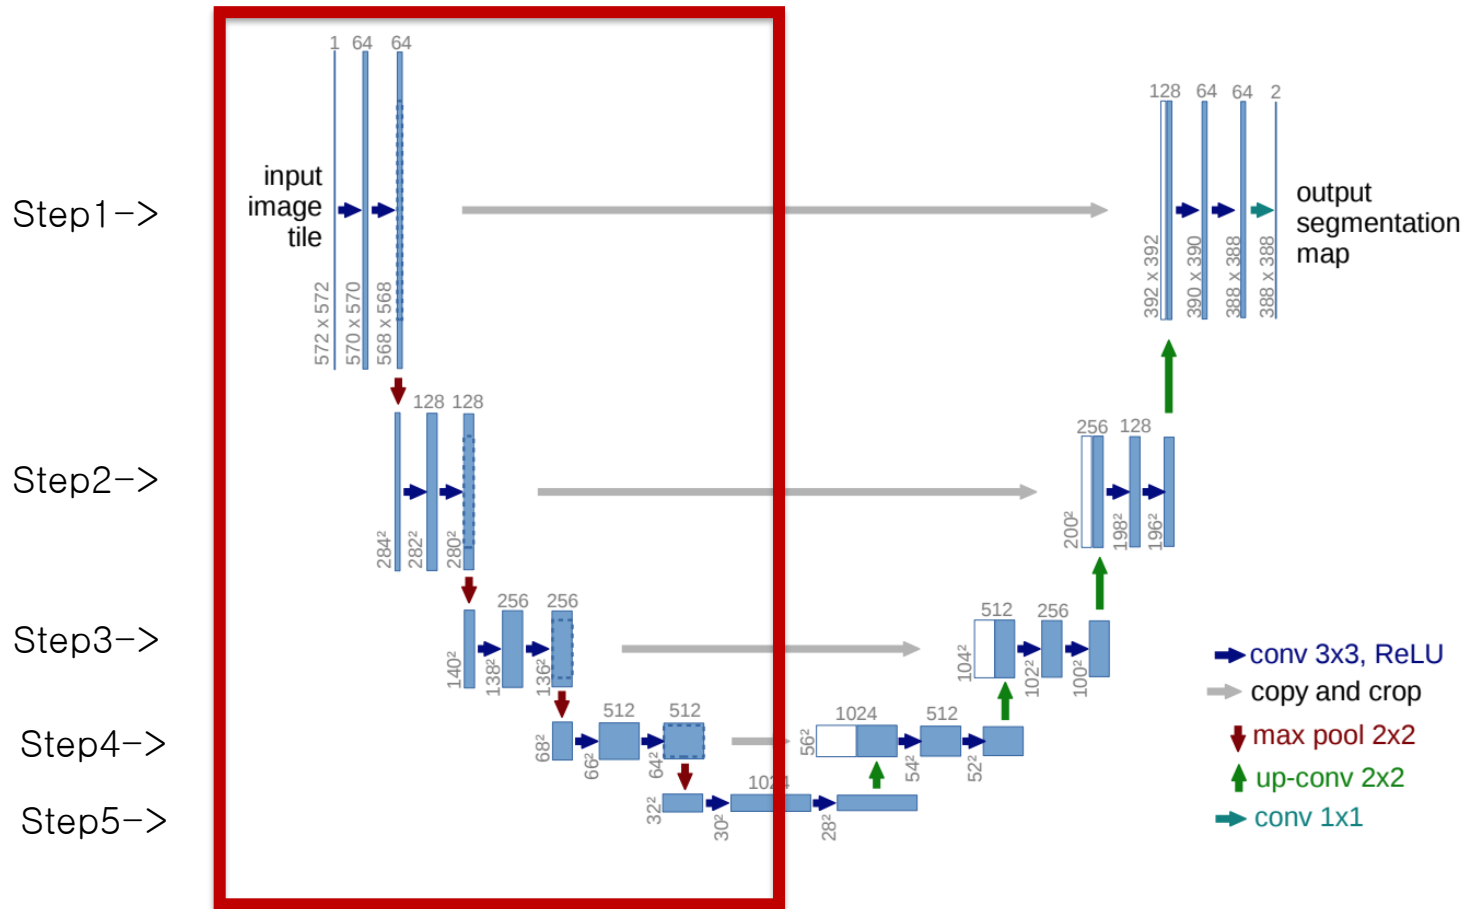 1 64 64
128 64 64 2
input
image
tile
Step1->
output
segmentation
map
572 x 572
570 x 570
568 x 568
392 x 392
390 x 390
388 x 388
388 x 388
128 128
256 128
Step2->
284²
282²
280²
200²
198²
196²
256 256
512 256
Step3->
140²
138²
136²
104²
102²
100²
conv 3x3, ReLU
copy and crop
max pool 2x2
up-conv 2x2
conv 1x1
512 512
1024 512
Step4->
68²
66²
64²
56²
54²
52²
1024
Step5->
32²
30²
28²